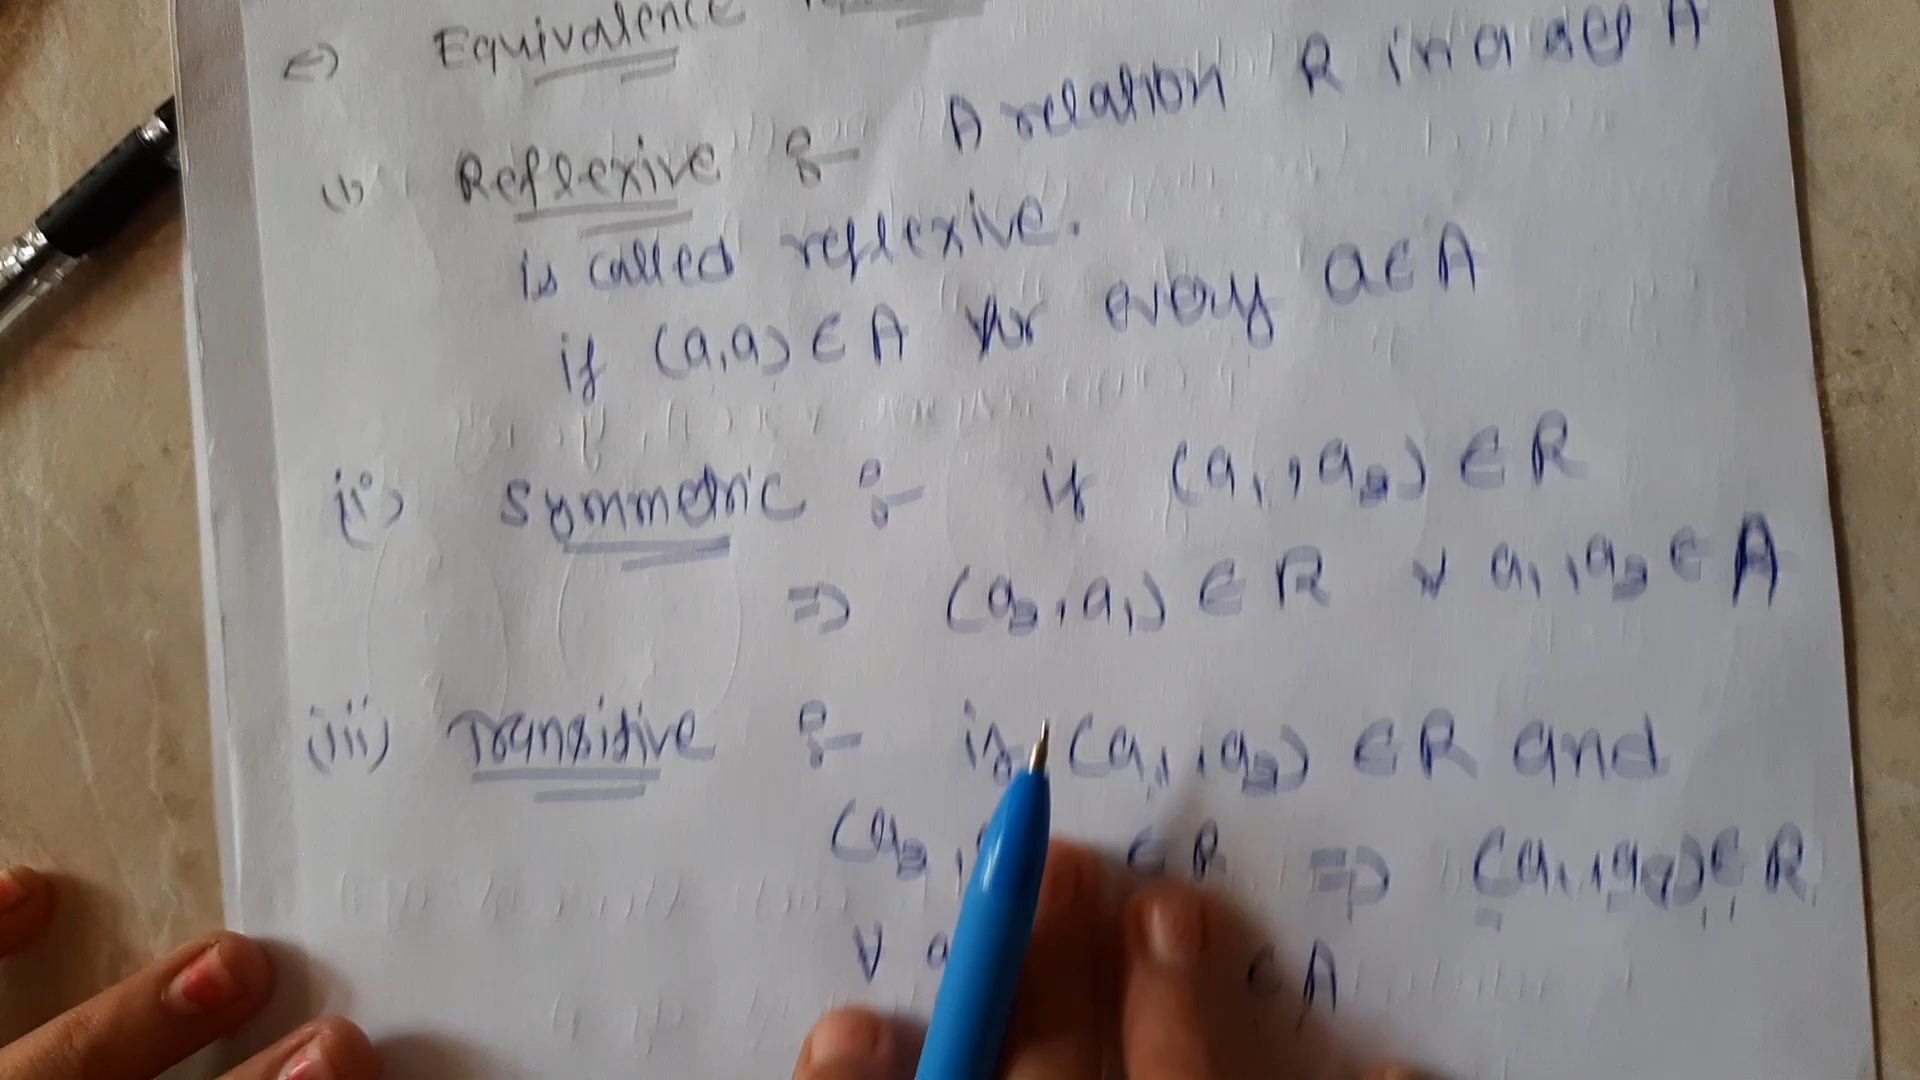 c) Equivalence
(i) Reflexive :- A relation R in a set A
is called reflexive.
if (a,a) ∈ A for every a ∈ A
(ii) Symmetric :- if (a₁, a₂) ∈ R
⇒ (a₂, a₁) ∈ R ∀ a₁, a₂ ∈ A
(iii) Transitive :- if (a₁, a₂) ∈ R and
(a₂, ∈ R ⇒ (a₁, a₃) ∈ R
∀ a ∈ A